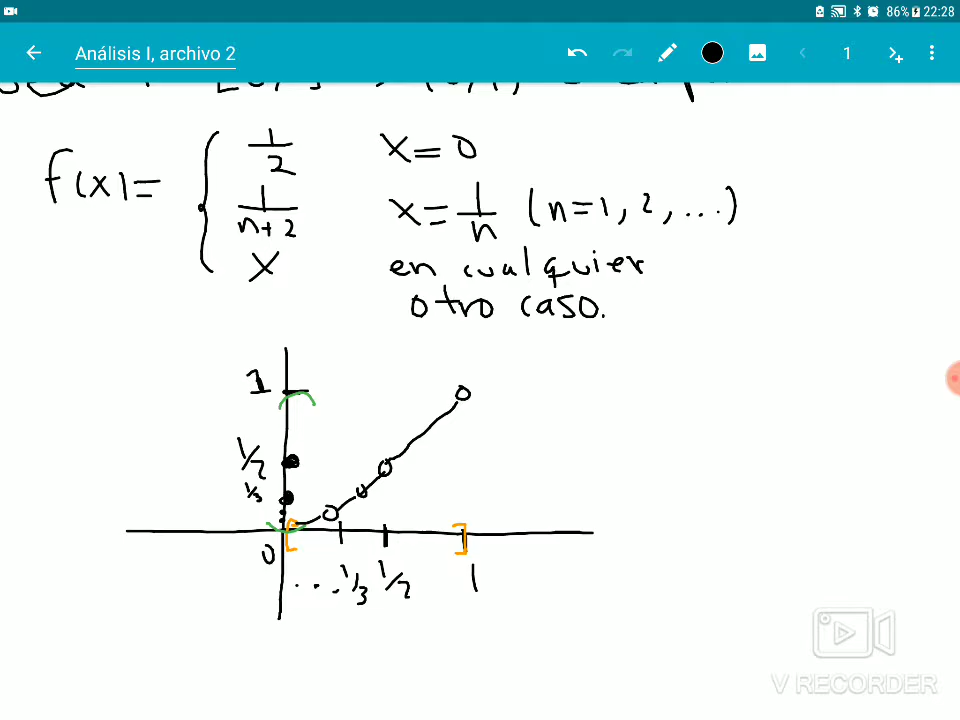 86% 22:28
Análisis I, archivo 2
1
f(x)= { 1/2 x=0
1/n+2 x=1/n (n=1, 2, ...)
x en cualquier
otro caso.
1
1/2
1/3
0 ... 1/3 1/2 1
V RECORDER